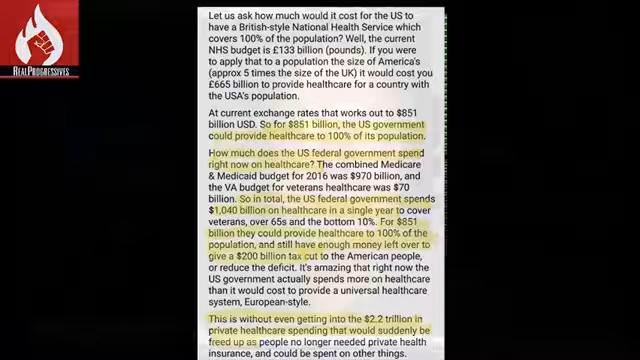 Let us ask how much would it cost for the US to
have a British-style National Health Service which
covers 100% of the population? Well, the current
NHS budget is £133 billion (pounds). If you were
to apply that to a population the size of America's
(approx 5 times the size of the UK) it would cost you
£665 billion to provide healthcare for a country with
the USA's population.
At current exchange rates that works out to $851
billion USD. So for $851 billion, the US government
could provide healthcare to 100% of its population.
How much does the US federal government spend
right now on healthcare? The combined Medicare
& Medicaid budget for 2016 was $970 billion, and
the VA budget for veterans healthcare was $70
billion. So in total, the US federal government spends
$1,040 billion on healthcare in a single year to cover
veterans, over 65s and the bottom 10%. For $851
billion they could provide healthcare to 100% of the
population, and still have enough money left over to
give a $200 billion tax cut to the American people,
or reduce the deficit. It's amazing that right now the
US government actually spends more on healthcare
than it would cost to provide a universal healthcare
system, European-style.
This is without even getting into the $2.2 trillion in
private healthcare spending that would suddenly be
freed up as people no longer needed private health
insurance, and could be spent on other things.
REALPROGRESSIVES